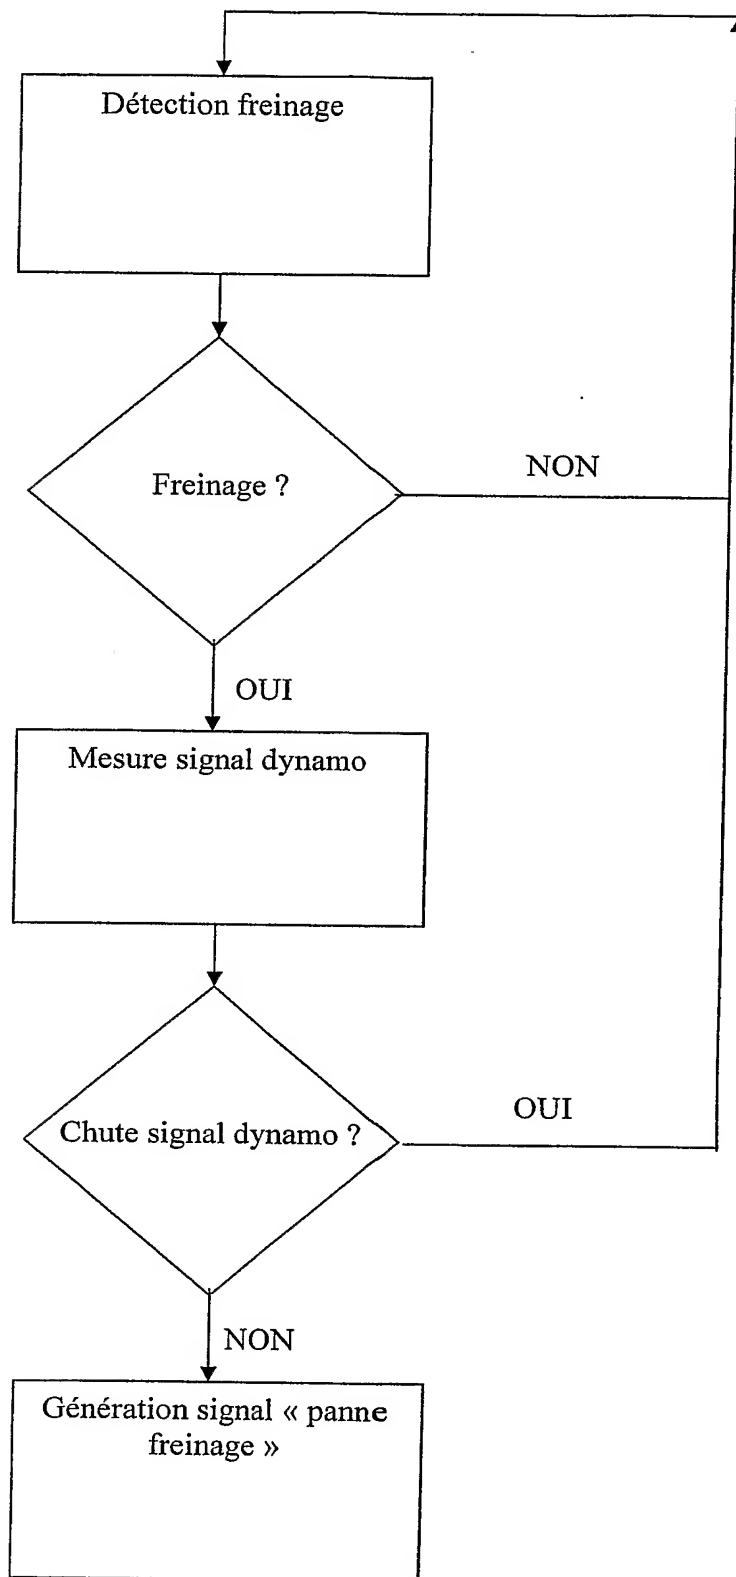 Détection freinage
Freinage ?
NON
OUI
Mesure signal dynamo
Chute signal dynamo ?
OUI
NON
Génération signal « panne
freinage »